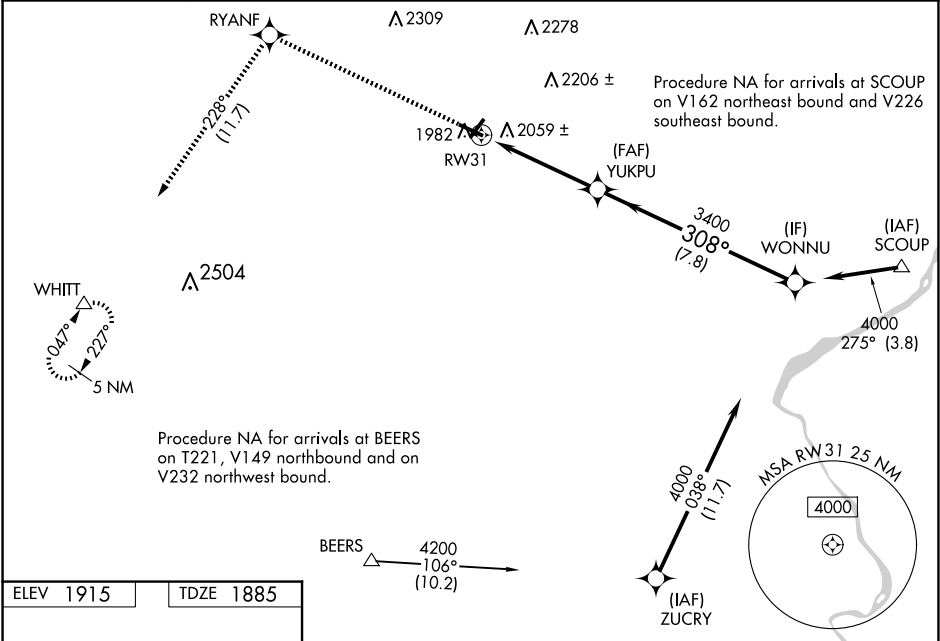 RYANF
2309
2278
2206 ±
228°
(11.7)
Procedure NA for arrivals at SCOUP
on V162 northeast bound and V226
southeast bound.
1982
2059 ±
RW31
(FAF)
YUKPU
3400
308°
(7.8)
(IF)
WONNU
(IAF)
SCOUP
2504
WHITT
047°
227°
5 NM
4000
275° (3.8)
Procedure NA for arrivals at BEERS
on T221, V149 northbound and on
V232 northwest bound.
4000
038°
(11.7)
MSA RW31 25 NM
4000
BEERS
4200
106°
(10.2)
(IAF)
ZUCRY
ELEV 1915
TDZE 1885